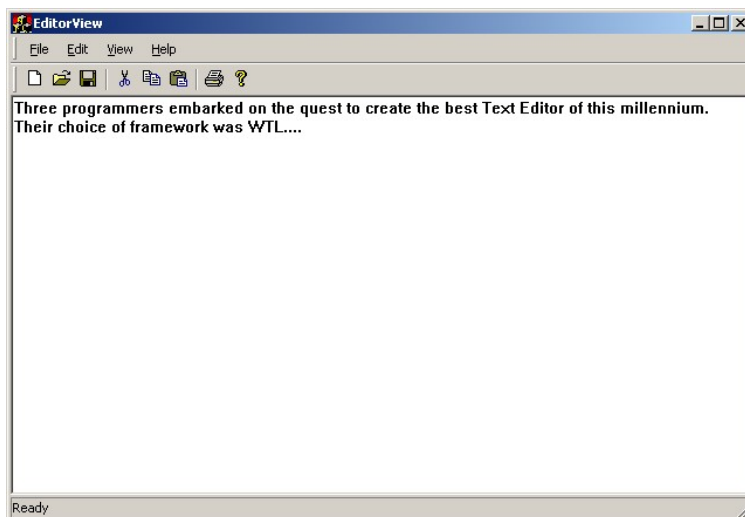 EditorView
File Edit View Help
Three programmers embarked on the quest to create the best Text Editor of this millennium.
Their choice of framework was WTL....
Ready